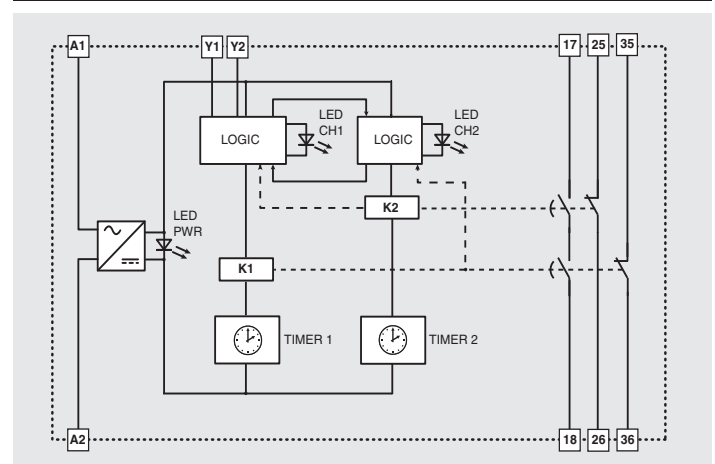 A1 Y1 Y2 17 25 35
LED
CH1
LED
CH2
LOGIC
LOGIC
K2
LED
PWR
K1
TIMER 1
TIMER 2
A2 18 26 36